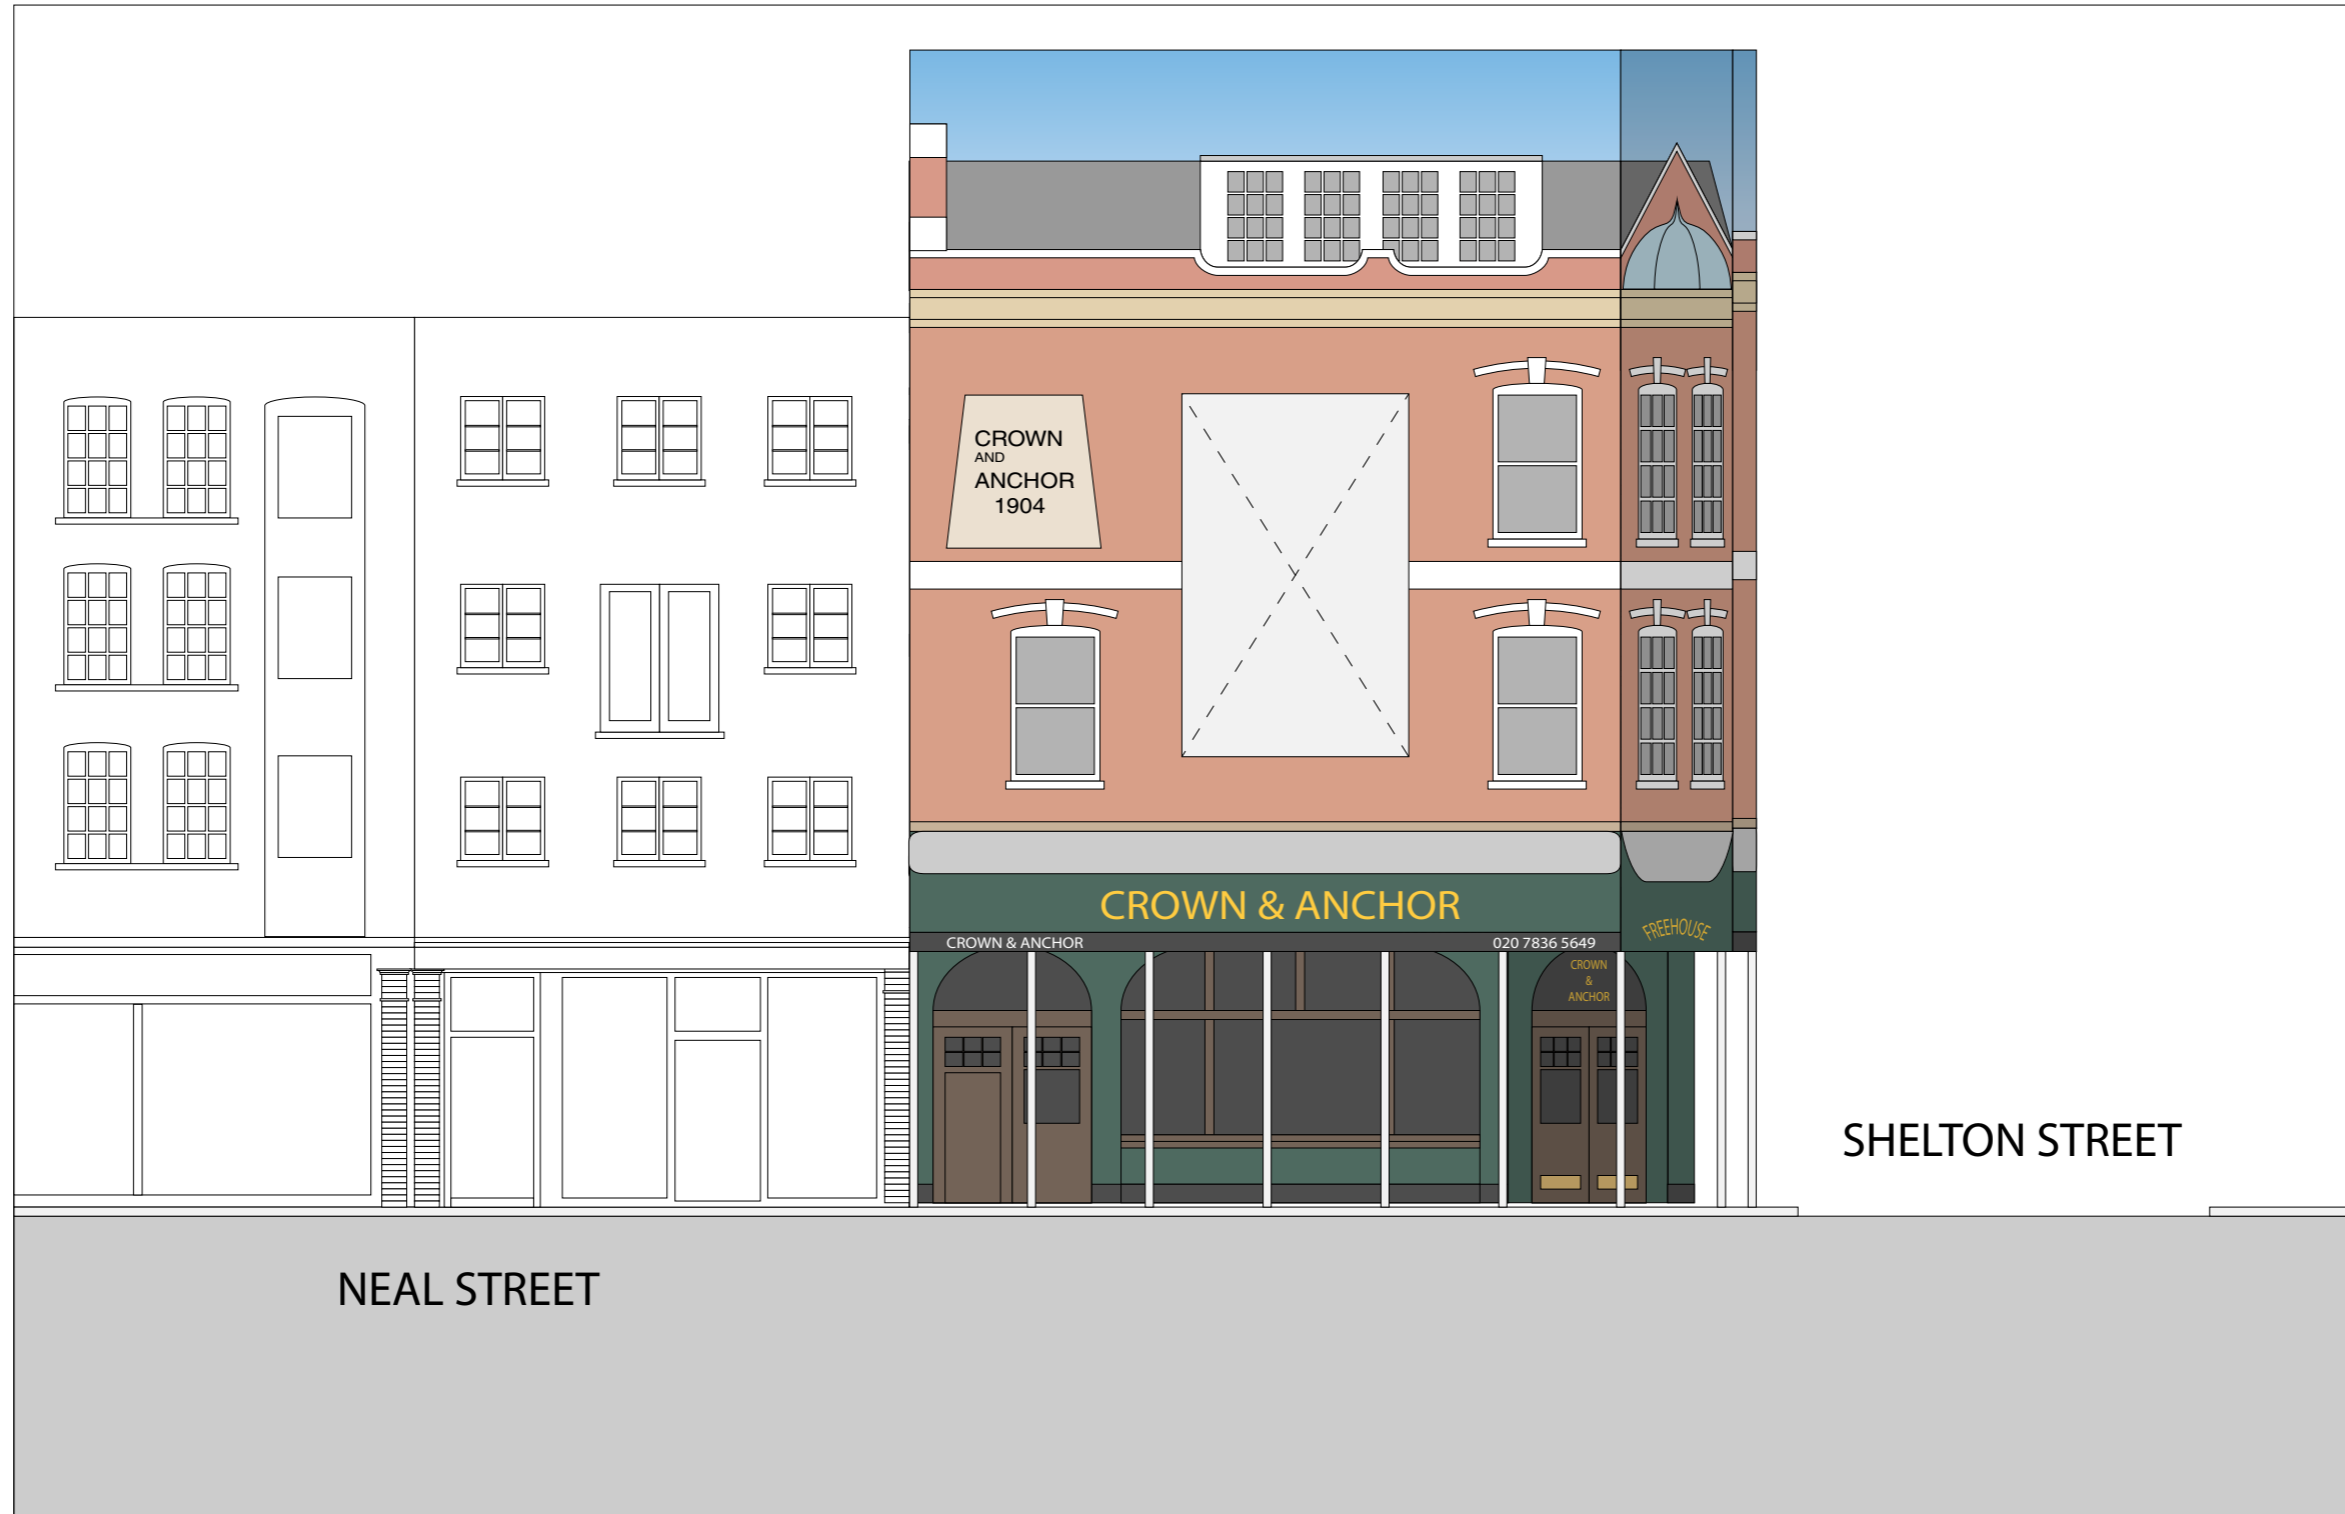 CROWN
AND
ANCHOR
1904
CROWN & ANCHOR
FREEHOUSE
CROWN & ANCHOR
020 7836 5649
CROWN
&
ANCHOR
SHELTON STREET
NEAL STREET